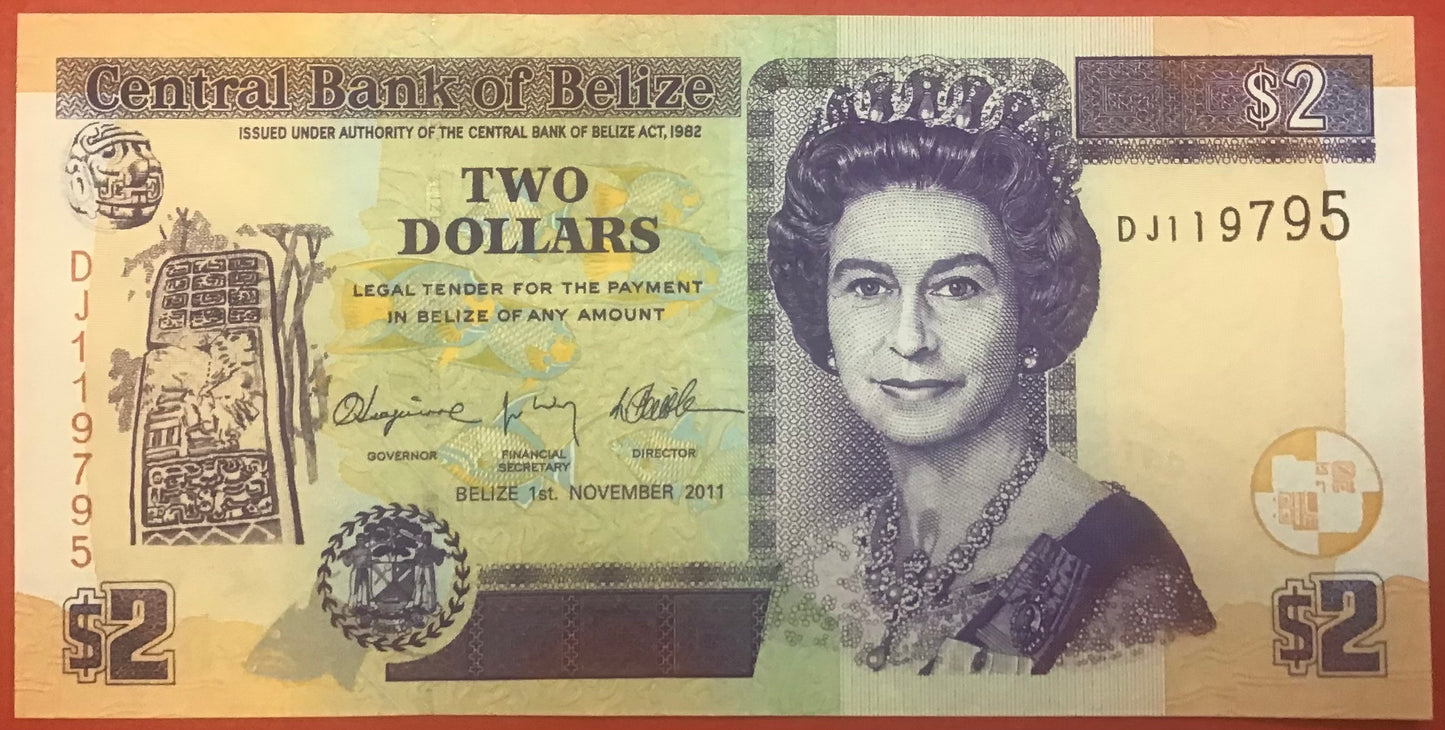 Central Bank of Belize
$2
ISSUED UNDER AUTHORITY OF THE CENTRAL BANK OF BELIZE ACT, 1982
TWO
DOLLARS
DJ119795
LEGAL TENDER FOR THE PAYMENT
IN BELIZE OF ANY AMOUNT
DJ119795
GOVERNOR
FINANCIAL
SECRETARY
DIRECTOR
BELIZE 1st. NOVEMBER 2011
$2
$2